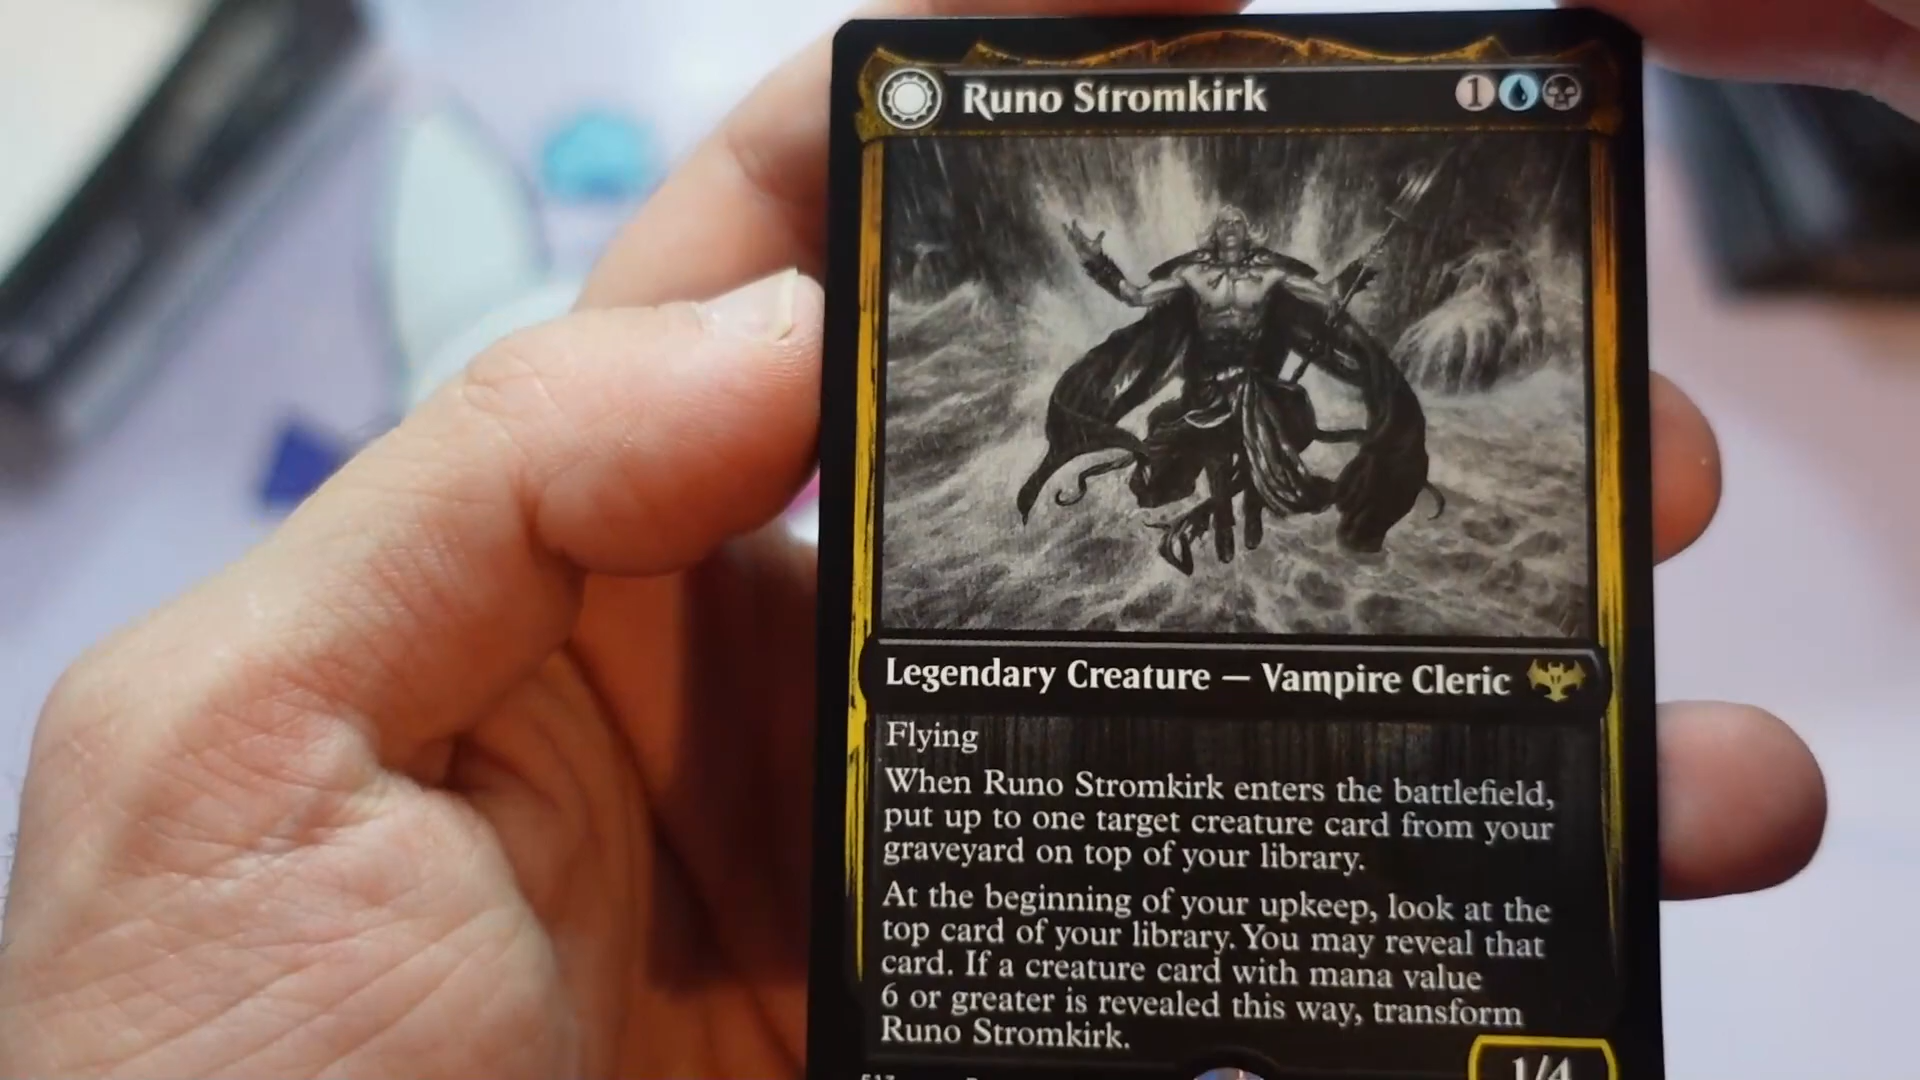 Runo Stromkirk 1
Legendary Creature — Vampire Cleric
Flying
When Runo Stromkirk enters the battlefield,
put up to one target creature card from your
graveyard on top of your library.
At the beginning of your upkeep, look at the
top card of your library. You may reveal that
card. If a creature card with mana value
6 or greater is revealed this way, transform
Runo Stromkirk.
1/4